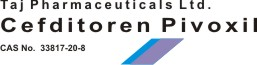 Taj Pharmaceuticals Ltd.
Cefditoren Pivoxil
CAS No. 33817-20-8